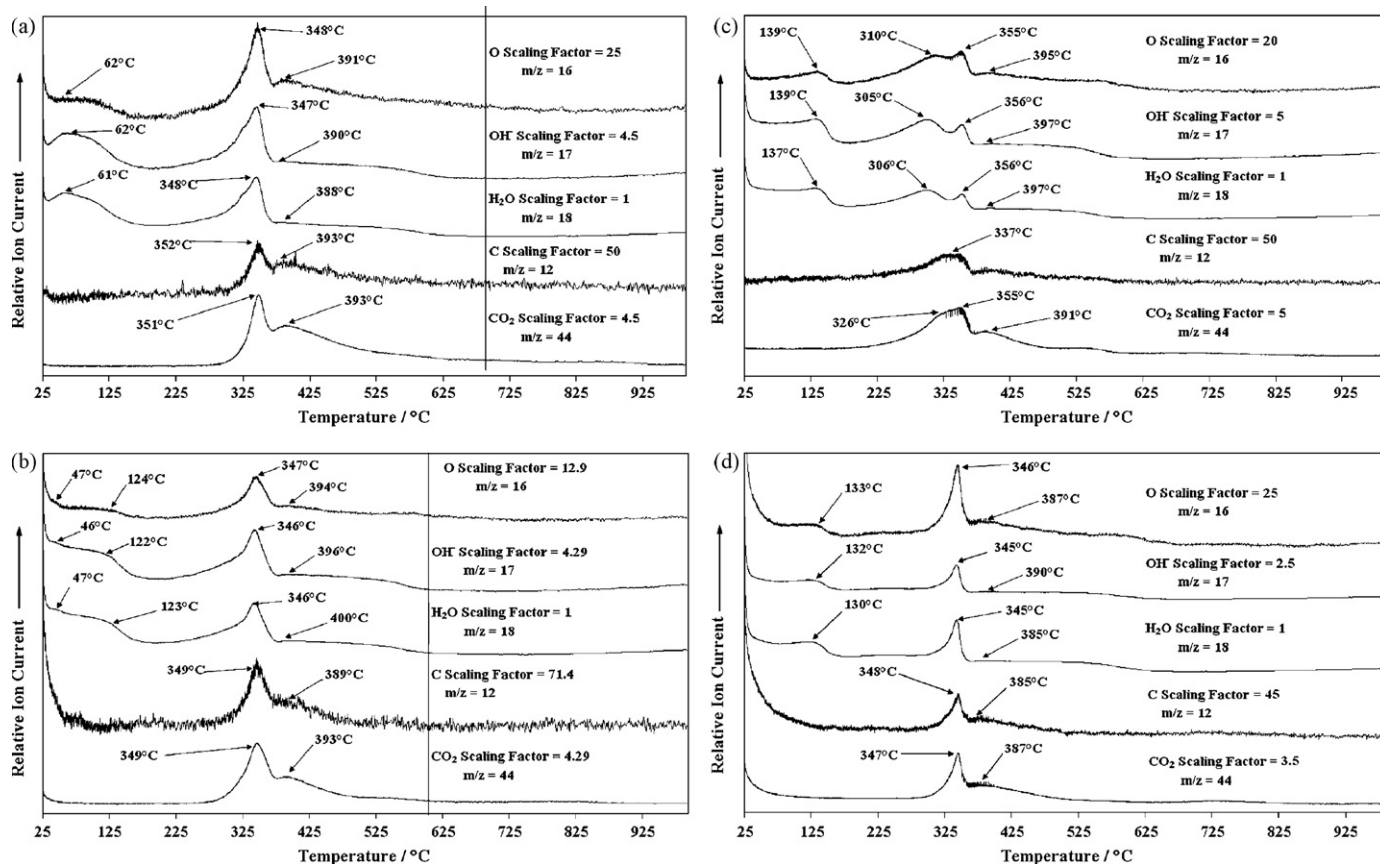 (a)
348°C
O Scaling Factor = 25
m/z = 16
391°C
62°C
347°C
OH⁻ Scaling Factor = 4.5
m/z = 17
62°C
390°C
61°C
348°C
388°C
H₂O Scaling Factor = 1
m/z = 18
352°C
393°C
C Scaling Factor = 50
m/z = 12
351°C
393°C
CO₂ Scaling Factor = 4.5
m/z = 44
Relative Ion Current
25 125 225 325 425 525 625 725 825 925
Temperature / °C
(c)
139°C
310°C
355°C
395°C
O Scaling Factor = 20
m/z = 16
139°C
305°C
356°C
397°C
OH⁻ Scaling Factor = 5
m/z = 17
137°C
306°C
356°C
397°C
H₂O Scaling Factor = 1
m/z = 18
337°C
C Scaling Factor = 50
m/z = 12
355°C
326°C
391°C
CO₂ Scaling Factor = 5
m/z = 44
Relative Ion Current
25 125 225 325 425 525 625 725 825 925
Temperature / °C
(b)
47°C
124°C
347°C
394°C
O Scaling Factor = 12.9
m/z = 16
46°C
122°C
346°C
396°C
OH⁻ Scaling Factor = 4.29
m/z = 17
47°C
123°C
346°C
400°C
H₂O Scaling Factor = 1
m/z = 18
349°C
389°C
C Scaling Factor = 71.4
m/z = 12
349°C
393°C
CO₂ Scaling Factor = 4.29
m/z = 44
Relative Ion Current
25 125 225 325 425 525 625 725 825 925
Temperature / °C
(d)
346°C
133°C
387°C
O Scaling Factor = 25
m/z = 16
132°C
345°C
390°C
OH⁻ Scaling Factor = 2.5
m/z = 17
130°C
345°C
385°C
H₂O Scaling Factor = 1
m/z = 18
348°C
385°C
C Scaling Factor = 45
m/z = 12
347°C
387°C
CO₂ Scaling Factor = 3.5
m/z = 44
Relative Ion Current
25 125 225 325 425 525 625 725 825 925
Temperature / °C